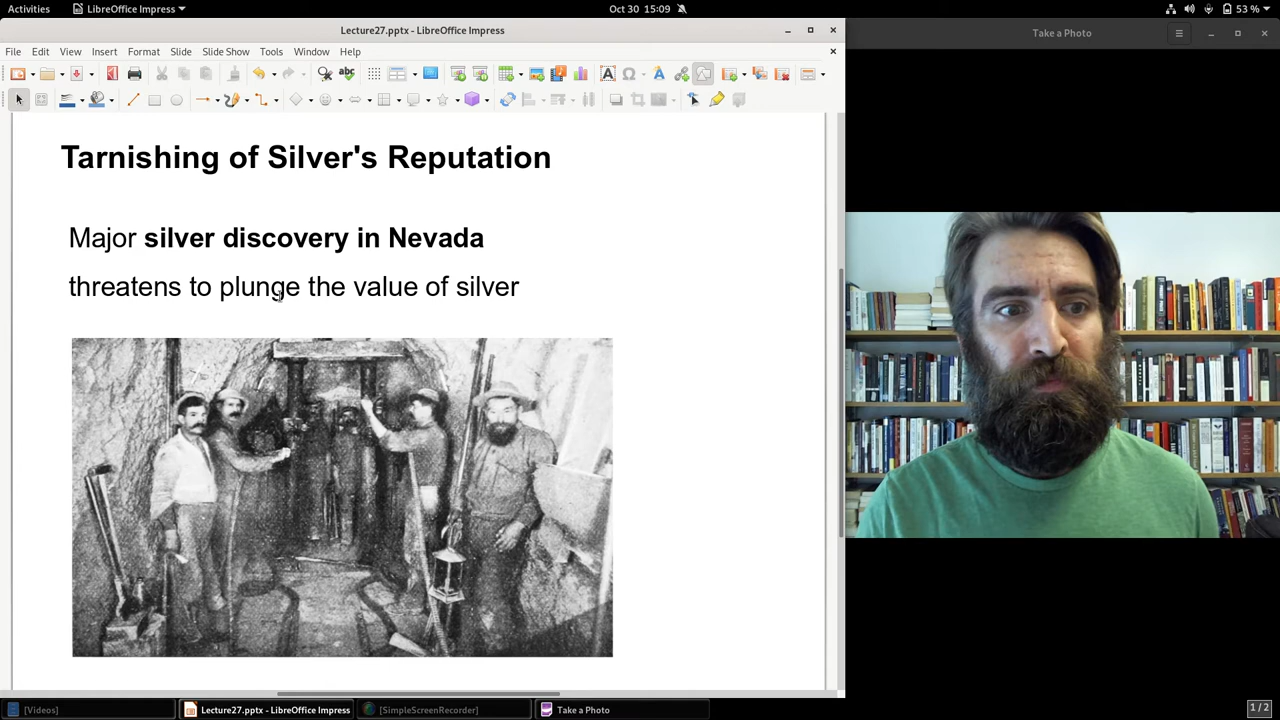 Activities
LibreOffice Impress
Oct 30 15:09
53 %
Lecture27.pptx - LibreOffice Impress
Take a Photo
File Edit View Insert Format Slide Slide Show Tools Window Help
abc
Tarnishing of Silver's Reputation
Major silver discovery in Nevada
threatens to plunge the value of silver
[Videos]
Lecture27.pptx - LibreOffice Impress
[SimpleScreenRecorder]
Take a Photo
1/2